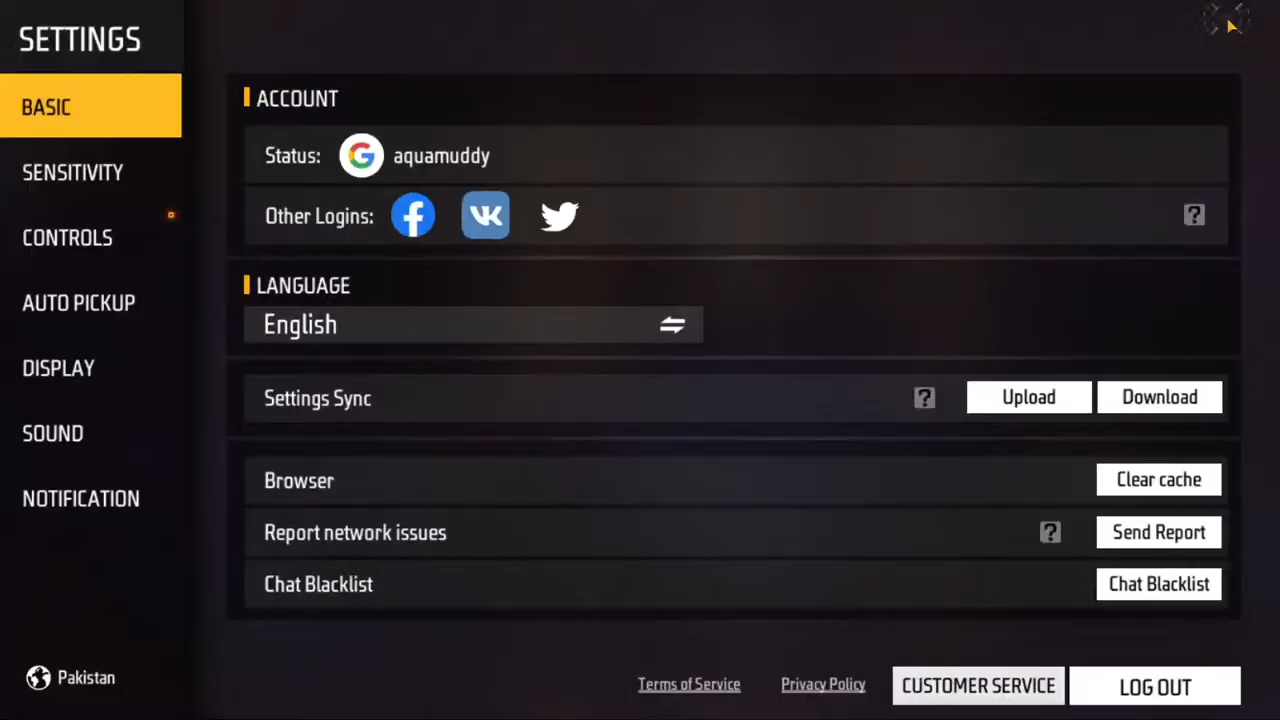 SETTINGS
BASIC
SENSITIVITY
CONTROLS
AUTO PICKUP
DISPLAY
SOUND
NOTIFICATION
Pakistan
ACCOUNT
Status: aquamuddy
Other Logins: ?
LANGUAGE
English
Settings Sync ? Upload Download
Browser Clear cache
Report network issues ? Send Report
Chat Blacklist Chat Blacklist
Terms of Service Privacy Policy CUSTOMER SERVICE LOG OUT